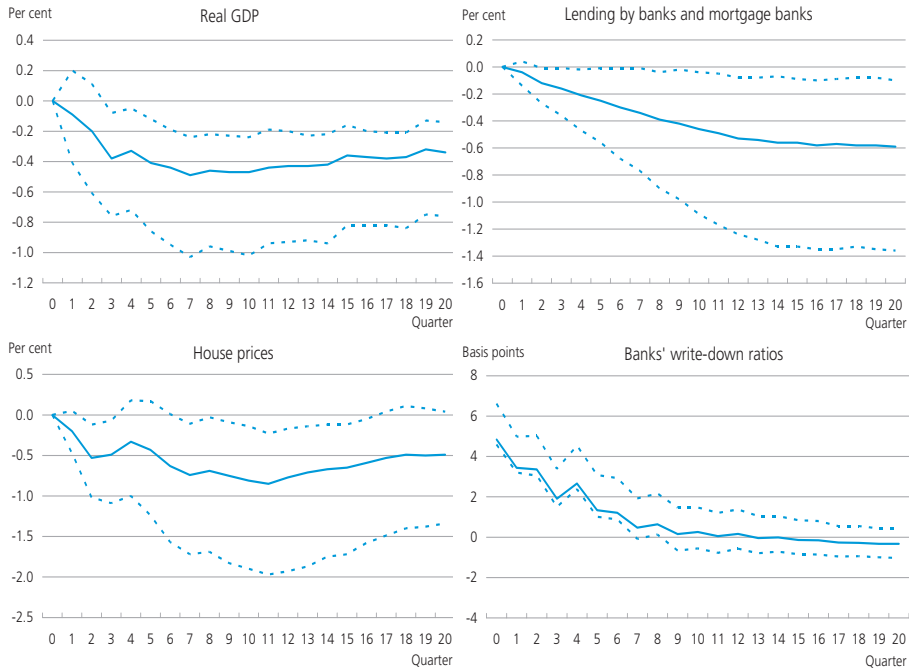 Per cent
Real GDP
0.4
0.2
0.0
-0.2
-0.4
-0.6
-0.8
-1.0
-1.2
0 1 2 3 4 5 6 7 8 9 10 11 12 13 14 15 16 17 18 19 20
Quarter
Per cent
Lending by banks and mortgage banks
0.2
0.0
-0.2
-0.4
-0.6
-0.8
-1.0
-1.2
-1.4
-1.6
0 1 2 3 4 5 6 7 8 9 10 11 12 13 14 15 16 17 18 19 20
Quarter
Per cent
House prices
0.5
0.0
-0.5
-1.0
-1.5
-2.0
-2.5
0 1 2 3 4 5 6 7 8 9 10 11 12 13 14 15 16 17 18 19 20
Quarter
Basis points
Banks' write-down ratios
8
6
4
2
0
-2
-4
0 1 2 3 4 5 6 7 8 9 10 11 12 13 14 15 16 17 18 19 20
Quarter